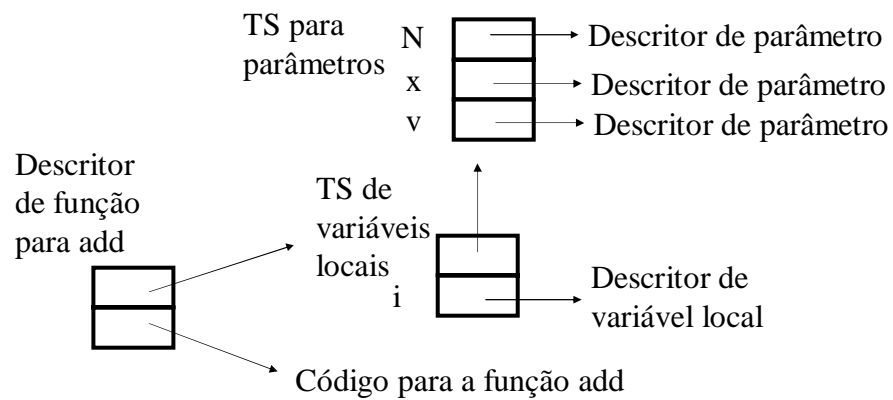 TS para
parâmetros
N
x
v
Descritor de parâmetro
Descritor de parâmetro
Descritor de parâmetro
Descritor
de função
para add
TS de
variáveis
locais
i
Descritor de
variável local
Código para a função add